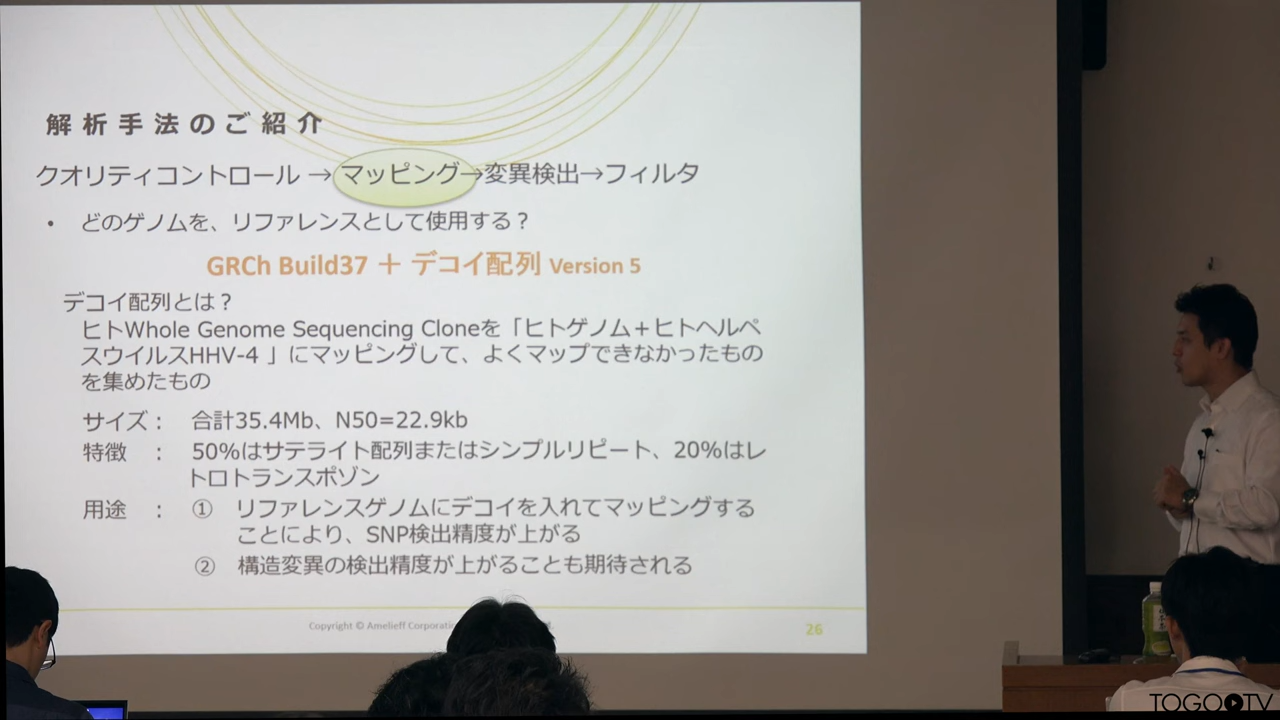 解析手法のご紹介
クオリティコントロール →マッピング→変異検出→フィルタ
• どのゲノムを、リファレンスとして使用する？
GRCh Build37 ＋ デコイ配列 Version 5
デコイ配列とは？
ヒトWhole Genome Sequencing Cloneを「ヒトゲノム＋ヒトヘルペ
スウイルスHHV-4 」にマッピングして、よくマップできなかったもの
を集めたもの
サイズ： 合計35.4Mb、N50=22.9kb
特徴 ： 50%はサテライト配列またはシンプルリピート、20%はレ
トロトランスポゾン
用途 ： ① リファレンスゲノムにデコイを入れてマッピングする
ことにより、SNP検出精度が上がる
② 構造変異の検出精度が上がることも期待される
Copyright © Amelieff
26
TOGO TV